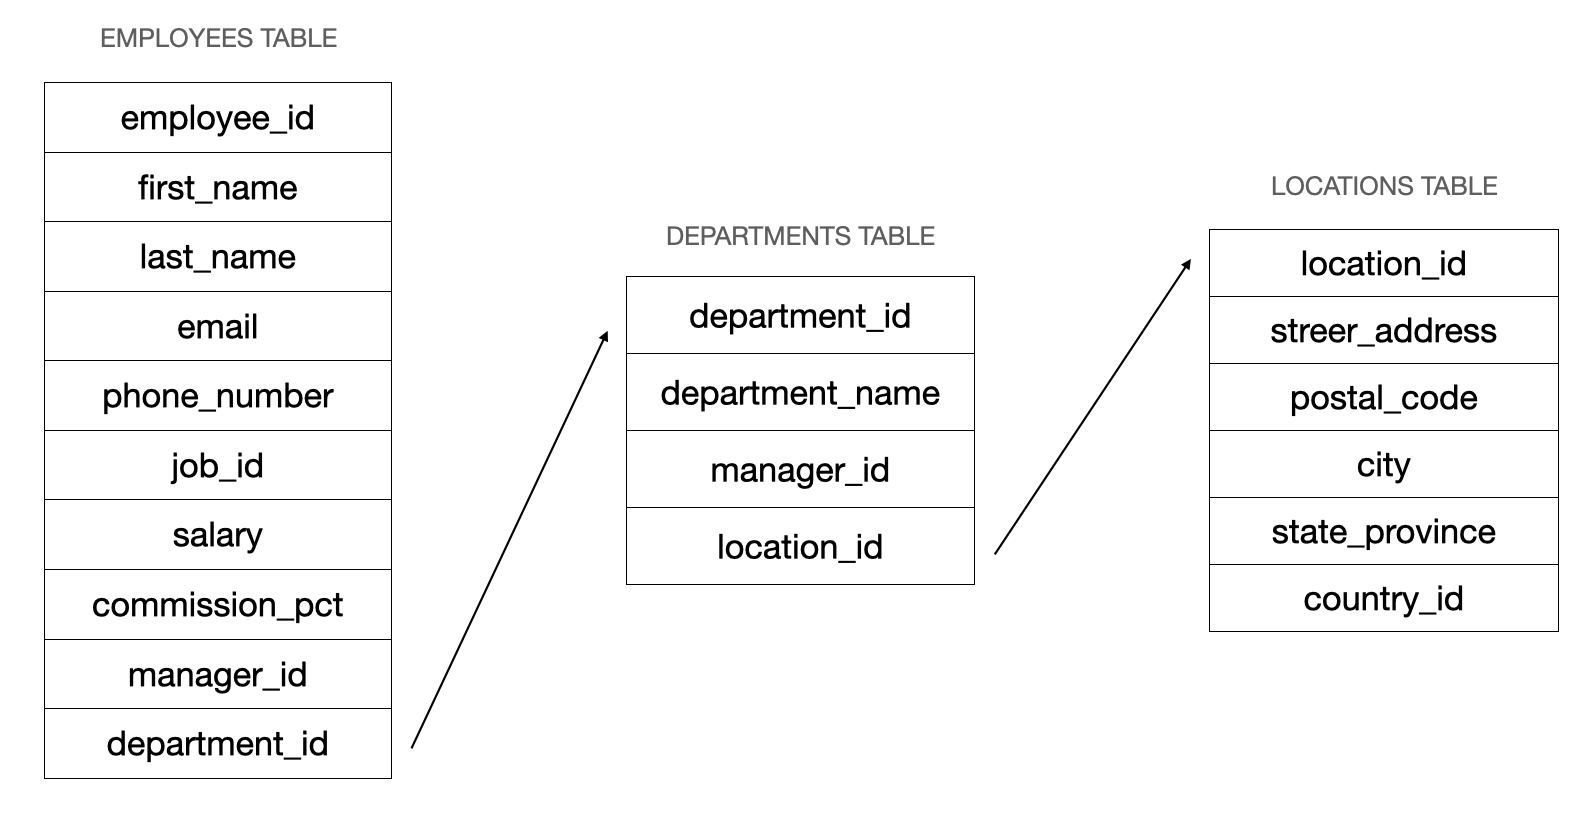 EMPLOYEES TABLE
employee_id
first_name
last_name
email
phone_number
job_id
salary
commission_pct
manager_id
department_id
DEPARTMENTS TABLE
department_id
department_name
manager_id
location_id
LOCATIONS TABLE
location_id
streer_address
postal_code
city
state_province
country_id